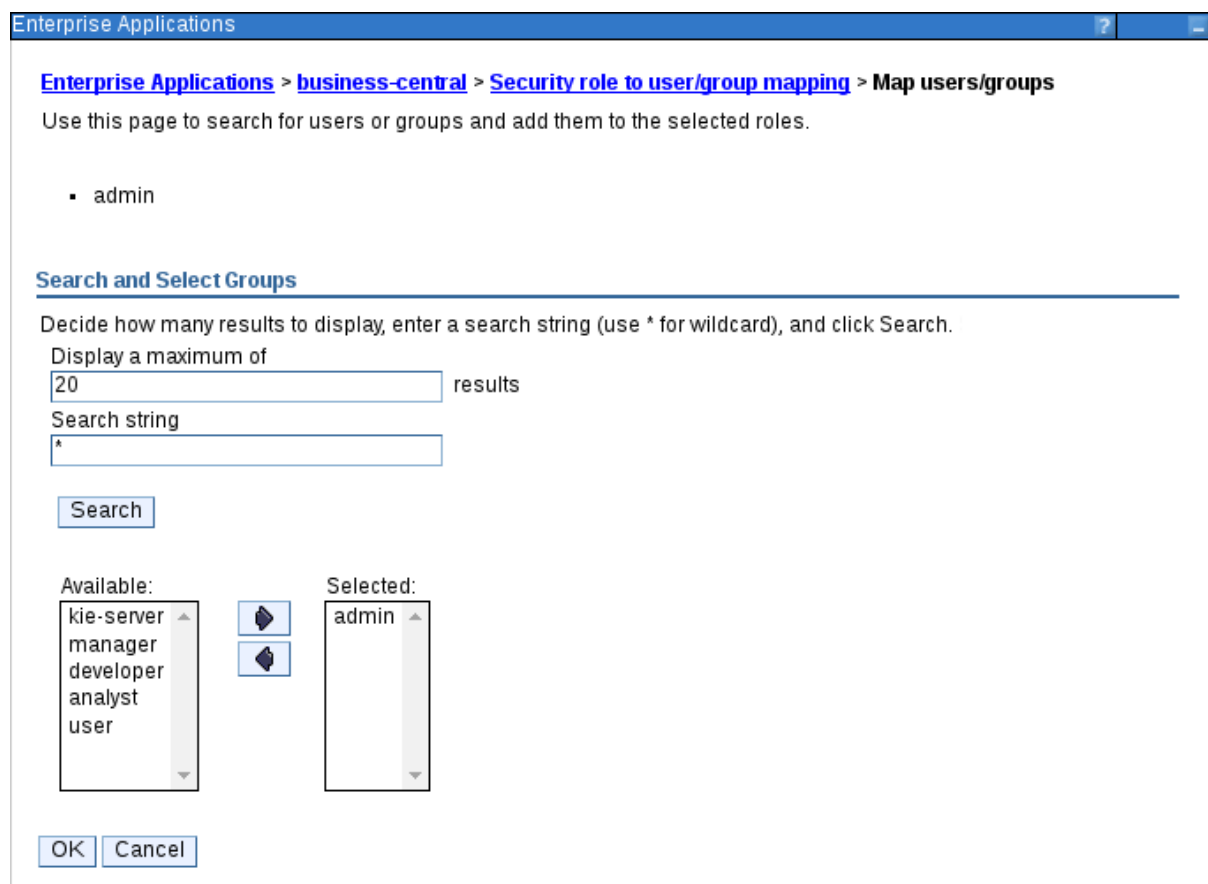 Enterprise Applications ?
Enterprise Applications > business-central > Security role to user/group mapping > Map users/groups
Use this page to search for users or groups and add them to the selected roles.
▪ admin
Search and Select Groups
Decide how many results to display, enter a search string (use * for wildcard), and click Search.
Display a maximum of
20 results
Search string
*
Search
Available:
kie-server
manager
developer
analyst
user
Selected:
admin
OK Cancel